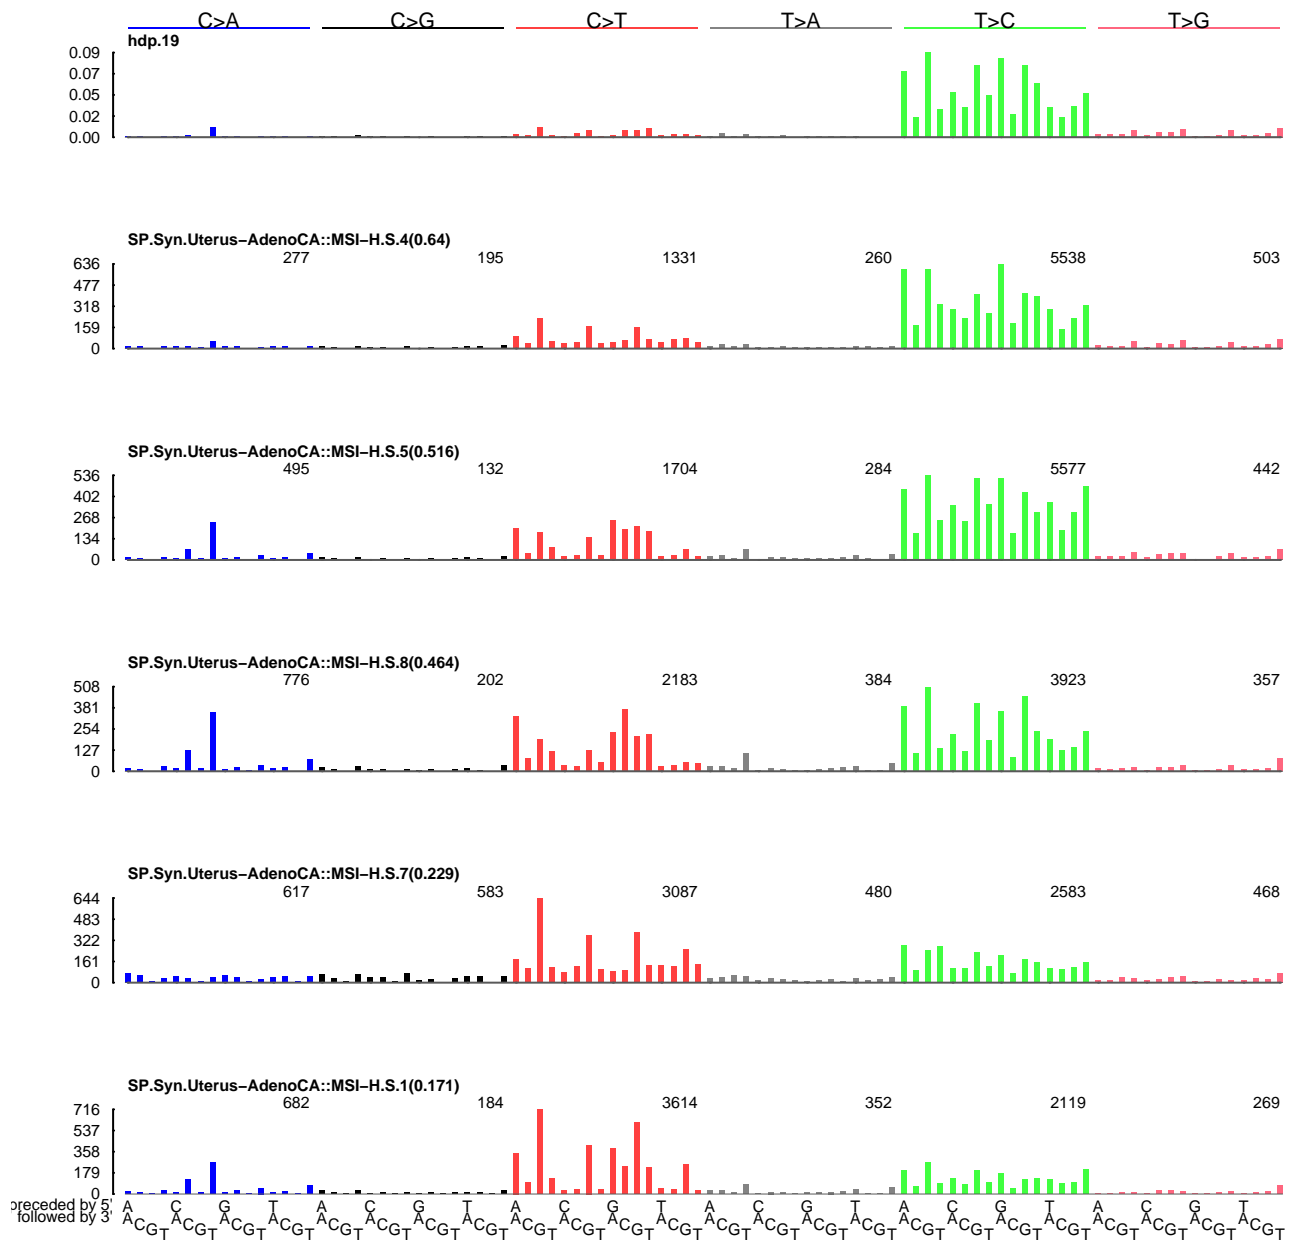 C>A C>G C>T T>A T>C T>G
hdp.19
0.09
0.07
0.05
0.02
0.00
SP.Syn.Uterus−AdenoCA::MSI−H.S.4(0.64)
277 195 1331 260 5538 503
636
477
318
159
0
SP.Syn.Uterus−AdenoCA::MSI−H.S.5(0.516)
495 132 1704 284 5577 442
536
402
268
134
0
SP.Syn.Uterus−AdenoCA::MSI−H.S.8(0.464)
776 202 2183 384 3923 357
508
381
254
127
0
SP.Syn.Uterus−AdenoCA::MSI−H.S.7(0.229)
617 583 3087 480 2583 468
644
483
322
161
0
SP.Syn.Uterus−AdenoCA::MSI−H.S.1(0.171)
682 184 3614 352 2119 269
716
537
358
179
0
preceded by 5' A C G T A C G T A C G T A C G T A C G T A C G T
followed by 3' A C G T A C G T A C G T A C G T A C G T A C G T A C G T A C G T A C G T A C G T A C G T A C G T A C G T A C G T A C G T A C G T A C G T A C G T A C G T A C G T A C G T A C G T A C G T A C G T